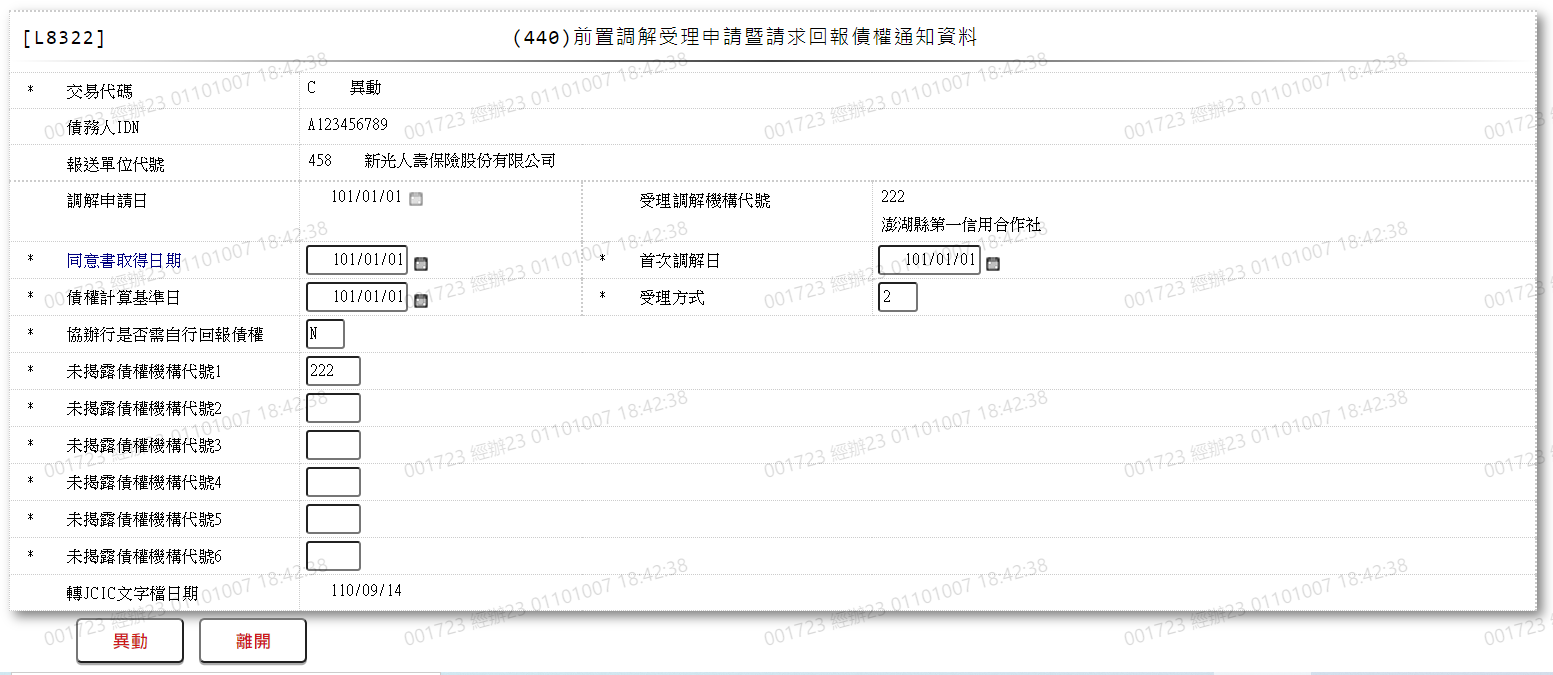 [L8322] (440)前置調解受理申請暨請求回報債權通知資料
* 交易代碼 C 異動
債務人IDN A123456789
報送單位代號 458 新光人壽保險股份有限公司
調解申請日 101/01/01 受理調解機構代號 222
澎湖縣第一信用合作社
* 同意書取得日期 101/01/01 * 首次調解日 101/01/01
* 債權計算基準日 101/01/01 * 受理方式 2
* 協辦行是否需自行回報債權 N
* 未揭露債權機構代號1 222
* 未揭露債權機構代號2
* 未揭露債權機構代號3
* 未揭露債權機構代號4
* 未揭露債權機構代號5
* 未揭露債權機構代號6
轉JCIC文字檔日期 110/09/14
異動 離開
001723 經辦23 01101007 18:42:38